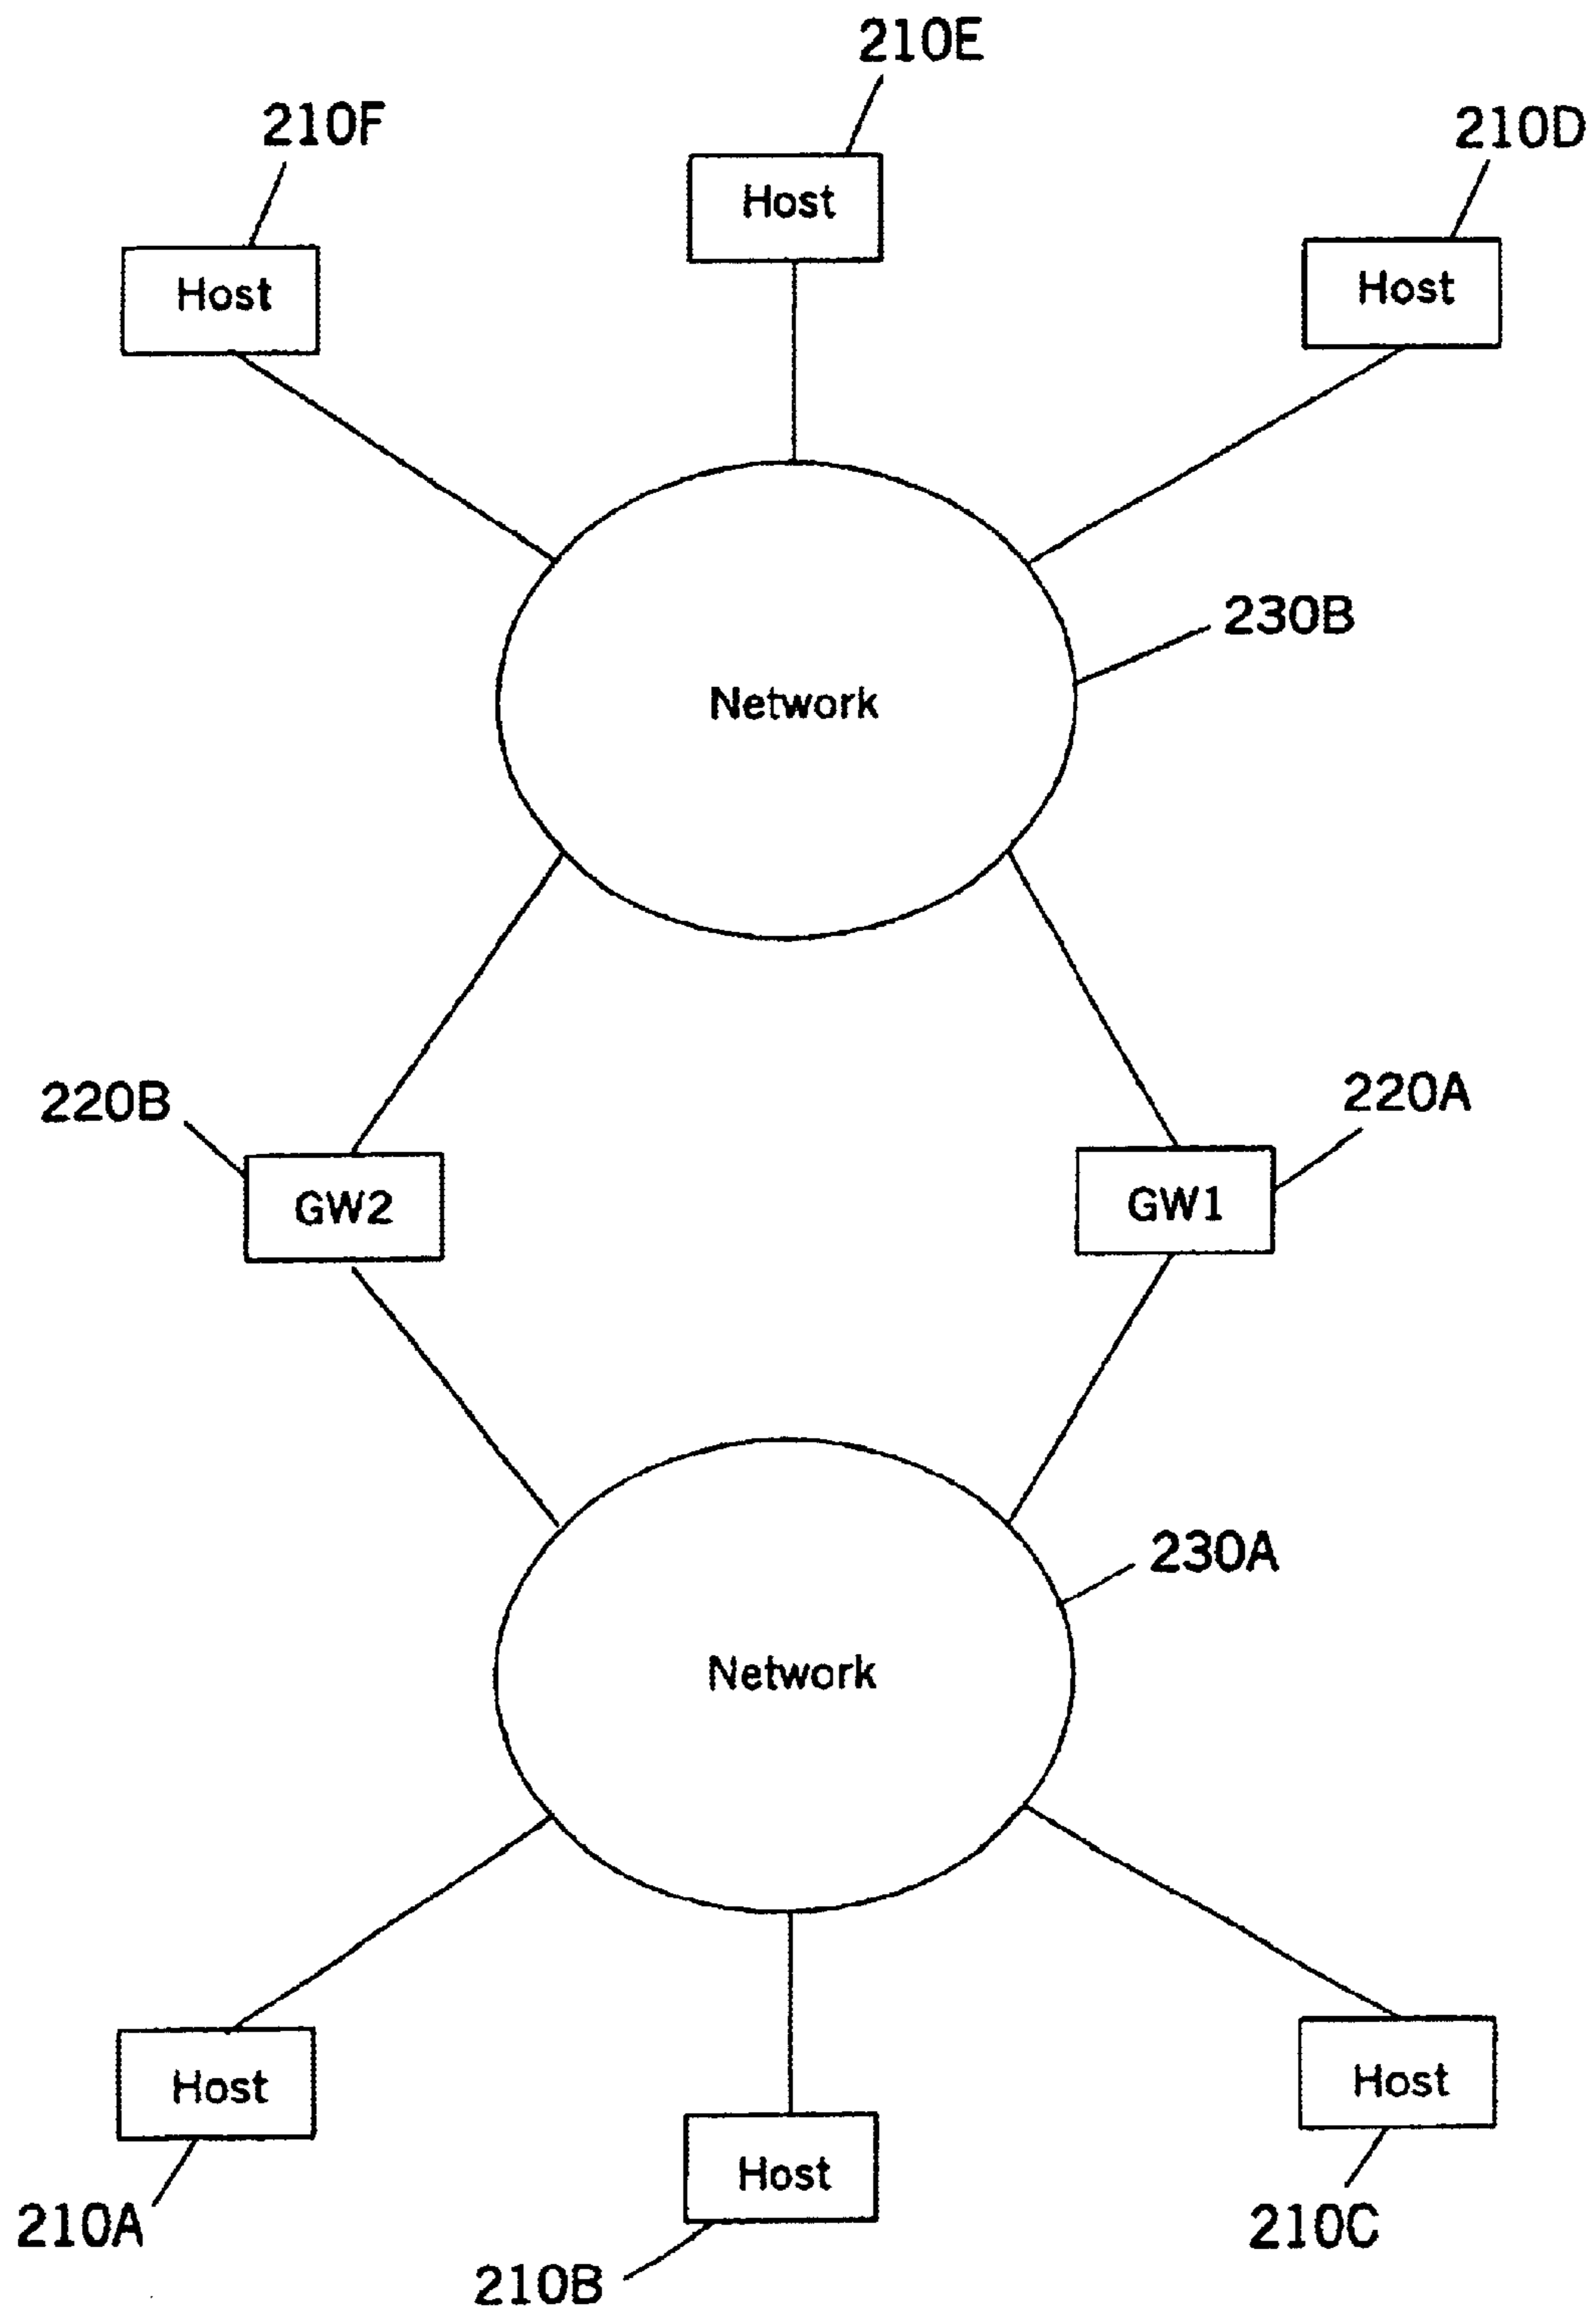 210E
210F
210D
Host
Host
Host
230B
Network
220B
220A
GW2
GW1
230A
Network
Host
Host
Host
210A
210C
210B